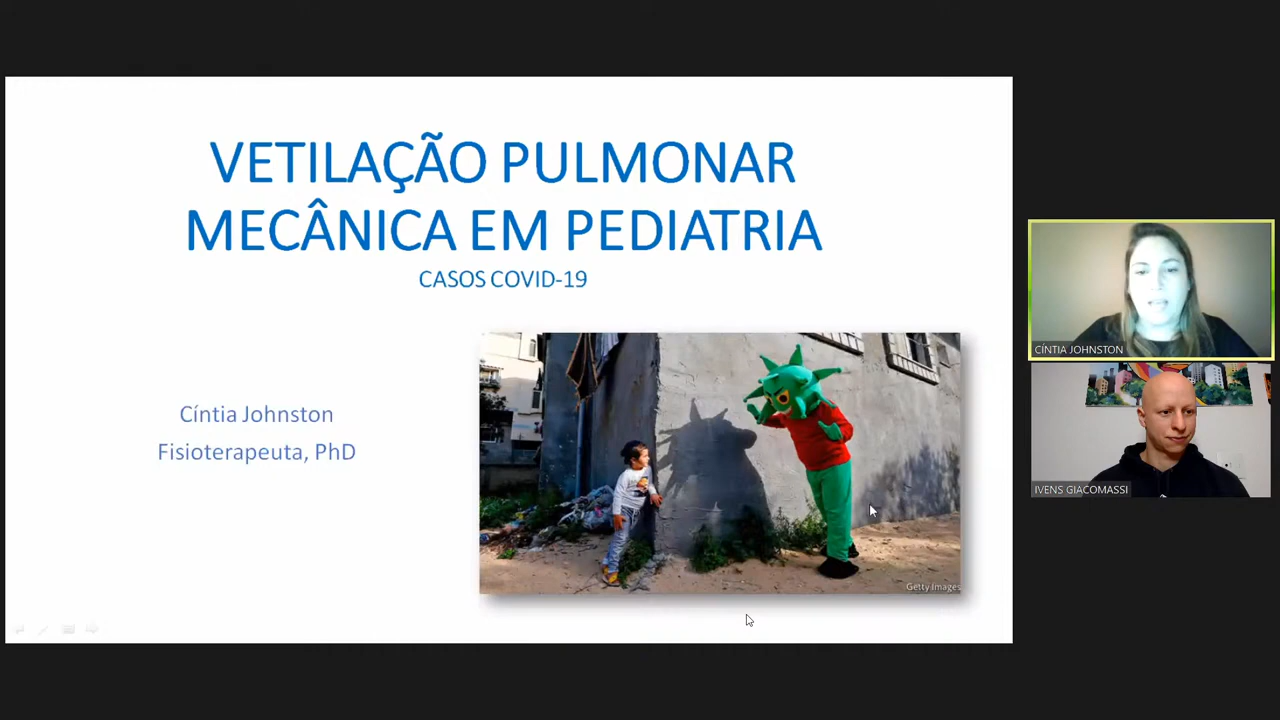 VETILAÇÃO PULMONAR
MECÂNICA EM PEDIATRIA
CASOS COVID-19
Cíntia Johnston
Fisioterapeuta, PhD
Getty Images
CÍNTIA JOHNSTON
IVENS GIACOMASSI